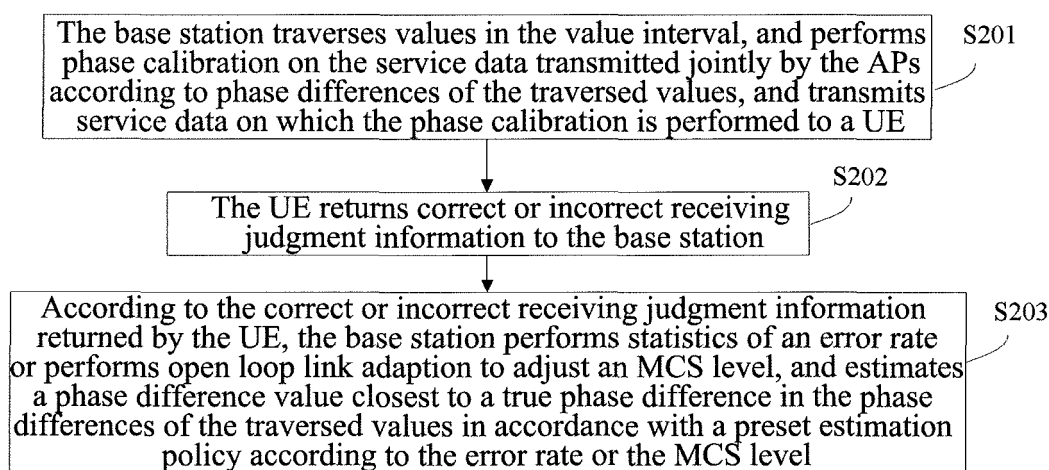 The base station traverses values in the value interval, and performs
phase calibration on the service data transmitted jointly by the APs
according to phase differences of the traversed values, and transmits
service data on which the phase calibration is performed to a UE
S201
The UE returns correct or incorrect receiving
judgment information to the base station
S202
According to the correct or incorrect receiving judgment information
returned by the UE, the base station performs statistics of an error rate
or performs open loop link adaption to adjust an MCS level, and estimates
a phase difference value closest to a true phase difference in the phase
differences of the traversed values in accordance with a preset estimation
policy according to the error rate or the MCS level
S203